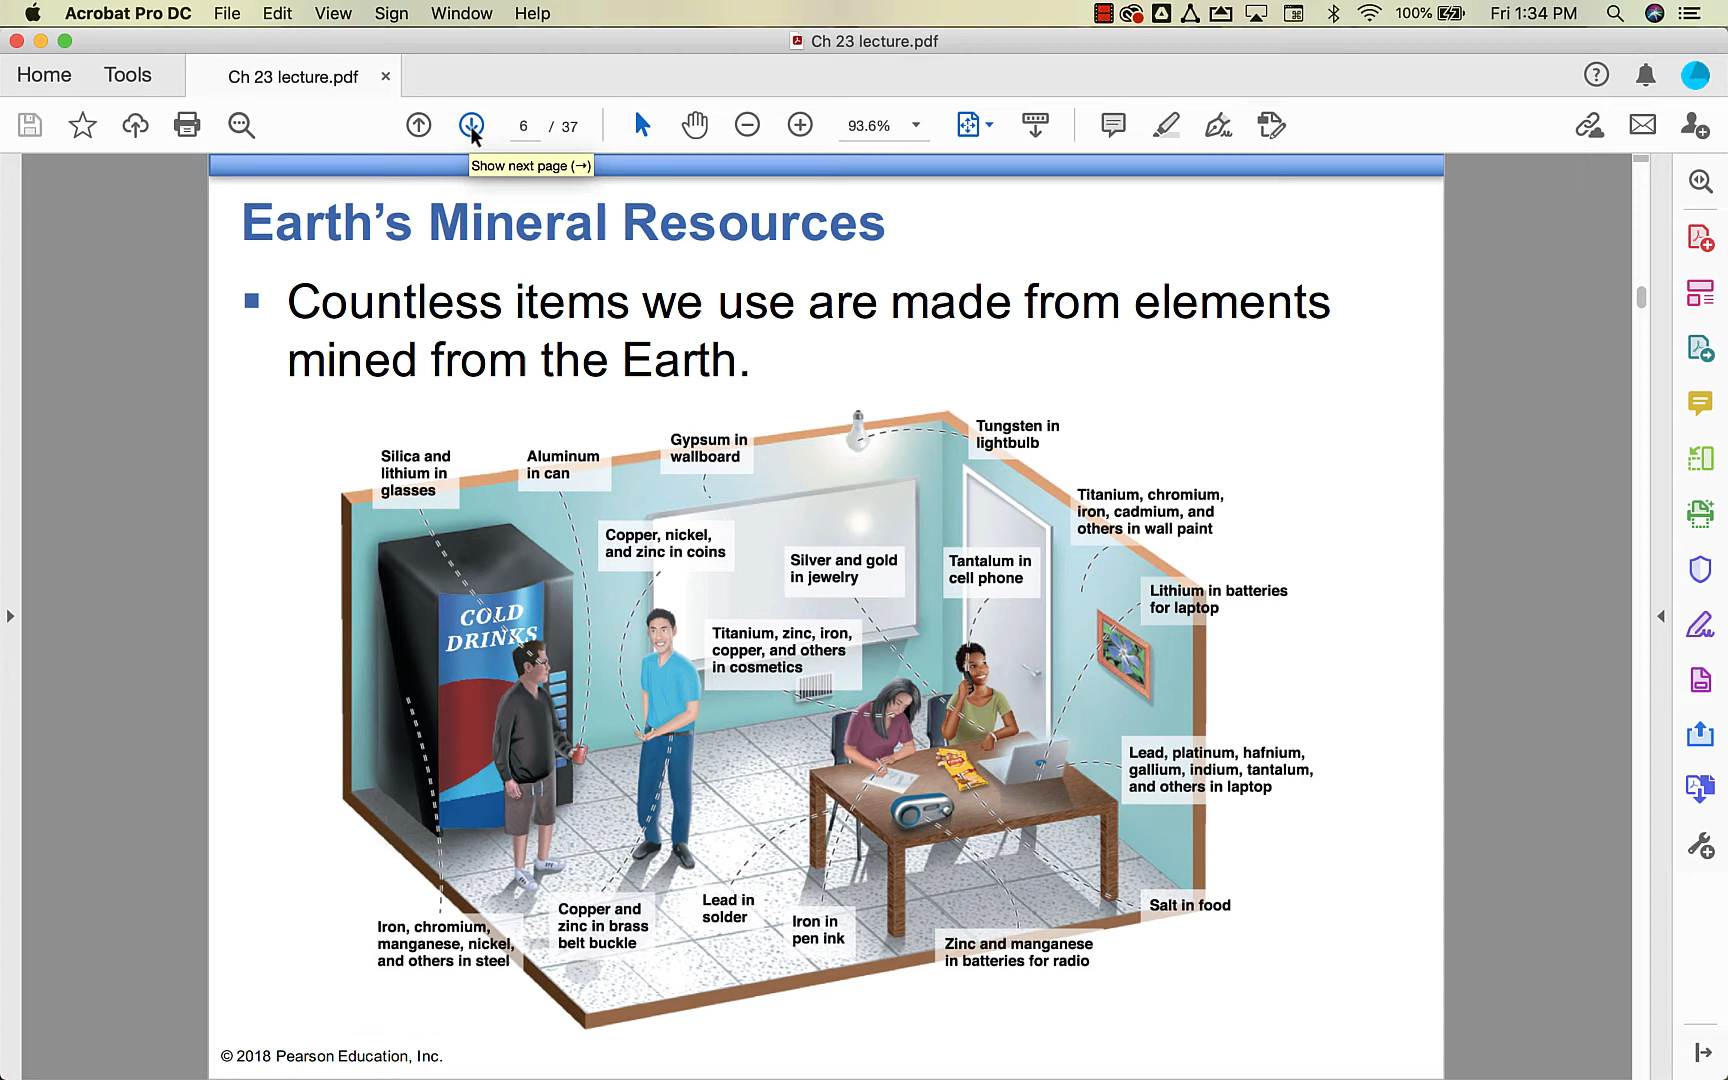 Acrobat Pro DC File Edit View Sign Window Help
100%
Fri 1:34 PM
Ch 23 lecture.pdf
Home Tools Ch 23 lecture.pdf ×
6 / 37
93.6%
Show next page (→)
Earth’s Mineral Resources
Countless items we use are made from elements
mined from the Earth.
Silica and
lithium in
glasses
Aluminum
in can
Gypsum in
wallboard
Tungsten in
lightbulb
Titanium, chromium,
iron, cadmium, and
others in wall paint
Copper, nickel,
and zinc in coins
Silver and gold
in jewelry
Tantalum in
cell phone
Lithium in batteries
for laptop
COLD
DRINKS
Titanium, zinc, iron,
copper, and others
in cosmetics
Lead, platinum, hafnium,
gallium, indium, tantalum,
and others in laptop
Iron, chromium,
manganese, nickel,
and others in steel
Copper and
zinc in brass
belt buckle
Lead in
solder
Iron in
pen ink
Zinc and manganese
in batteries for radio
Salt in food
© 2018 Pearson Education, Inc.